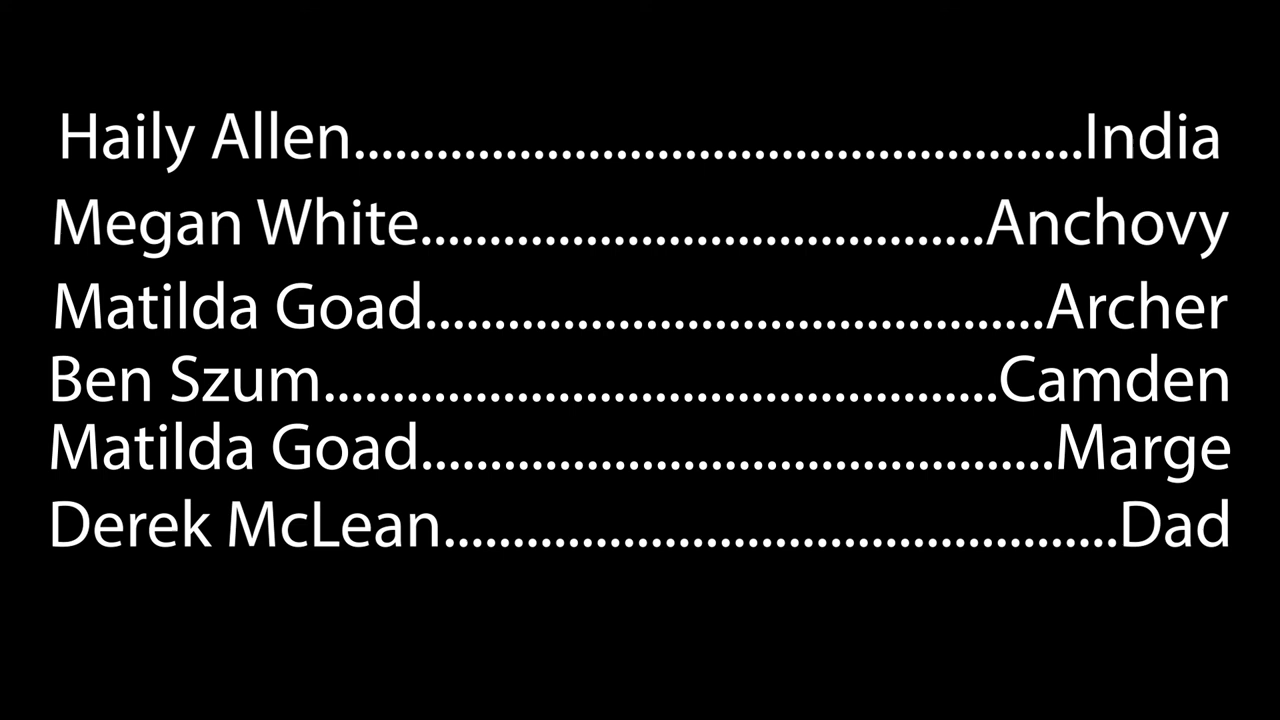 Haily Allen.....................................................India
Megan White.........................................Anchovy
Matilda Goad.............................................Archer
Ben Szum.................................................Camden
Matilda Goad..............................................Marge
Derek McLean.................................................Dad